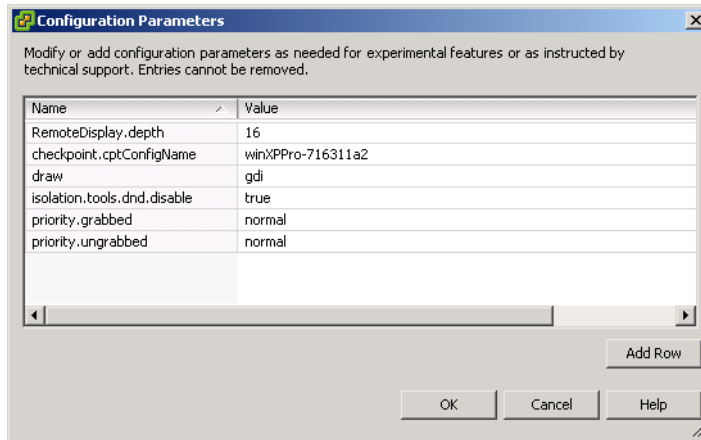 Configuration Parameters
Modify or add configuration parameters as needed for experimental features or as instructed by
technical support. Entries cannot be removed.
Name Value
RemoteDisplay.depth 16
checkpoint.cptConfigName winXPPro-716311a2
draw gdi
isolation.tools.dnd.disable true
priority.grabbed normal
priority.ungrabbed normal
Add Row
OK Cancel Help